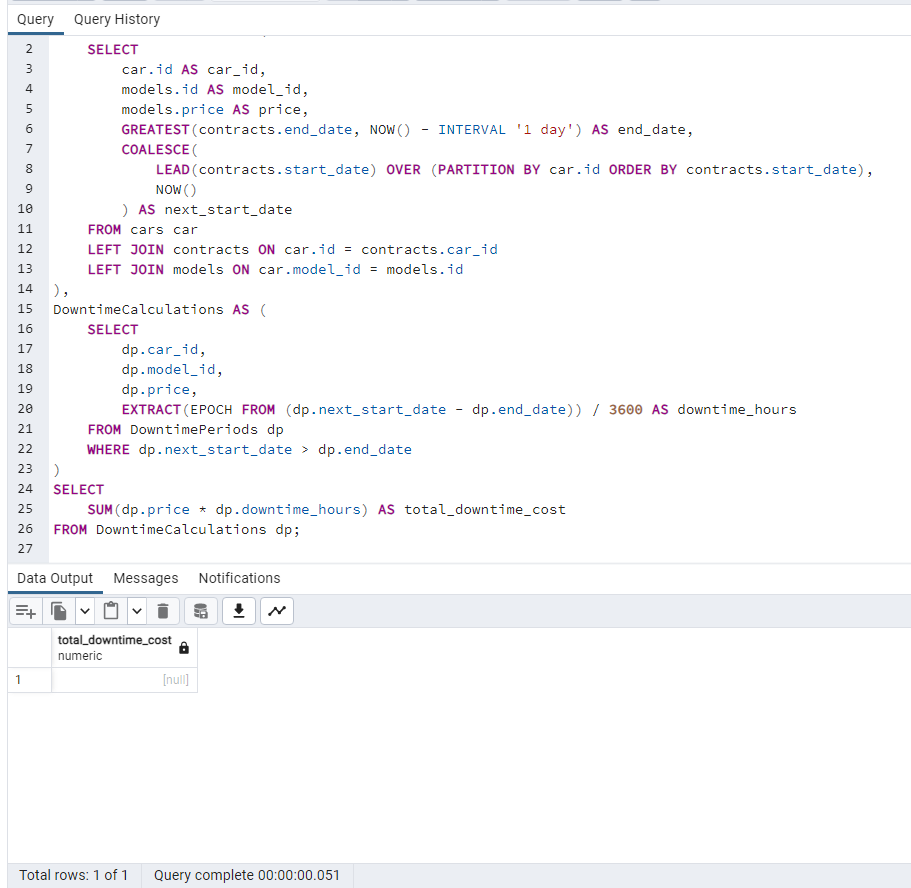 Query Query History
2 SELECT
3 car.id AS car_id,
4 models.id AS model_id,
5 models.price AS price,
6 GREATEST(contracts.end_date, NOW() - INTERVAL '1 day') AS end_date,
7 COALESCE(
8 LEAD(contracts.start_date) OVER (PARTITION BY car.id ORDER BY contracts.start_date),
9 NOW()
10 ) AS next_start_date
11 FROM cars car
12 LEFT JOIN contracts ON car.id = contracts.car_id
13 LEFT JOIN models ON car.model_id = models.id
14 ),
15 DowntimeCalculations AS (
16 SELECT
17 dp.car_id,
18 dp.model_id,
19 dp.price,
20 EXTRACT(EPOCH FROM (dp.next_start_date - dp.end_date)) / 3600 AS downtime_hours
21 FROM DowntimePeriods dp
22 WHERE dp.next_start_date > dp.end_date
23 )
24 SELECT
25 SUM(dp.price * dp.downtime_hours) AS total_downtime_cost
26 FROM DowntimeCalculations dp;
27
Data Output Messages Notifications
total_downtime_cost
numeric
1 [null]
Total rows: 1 of 1 Query complete 00:00:00.051